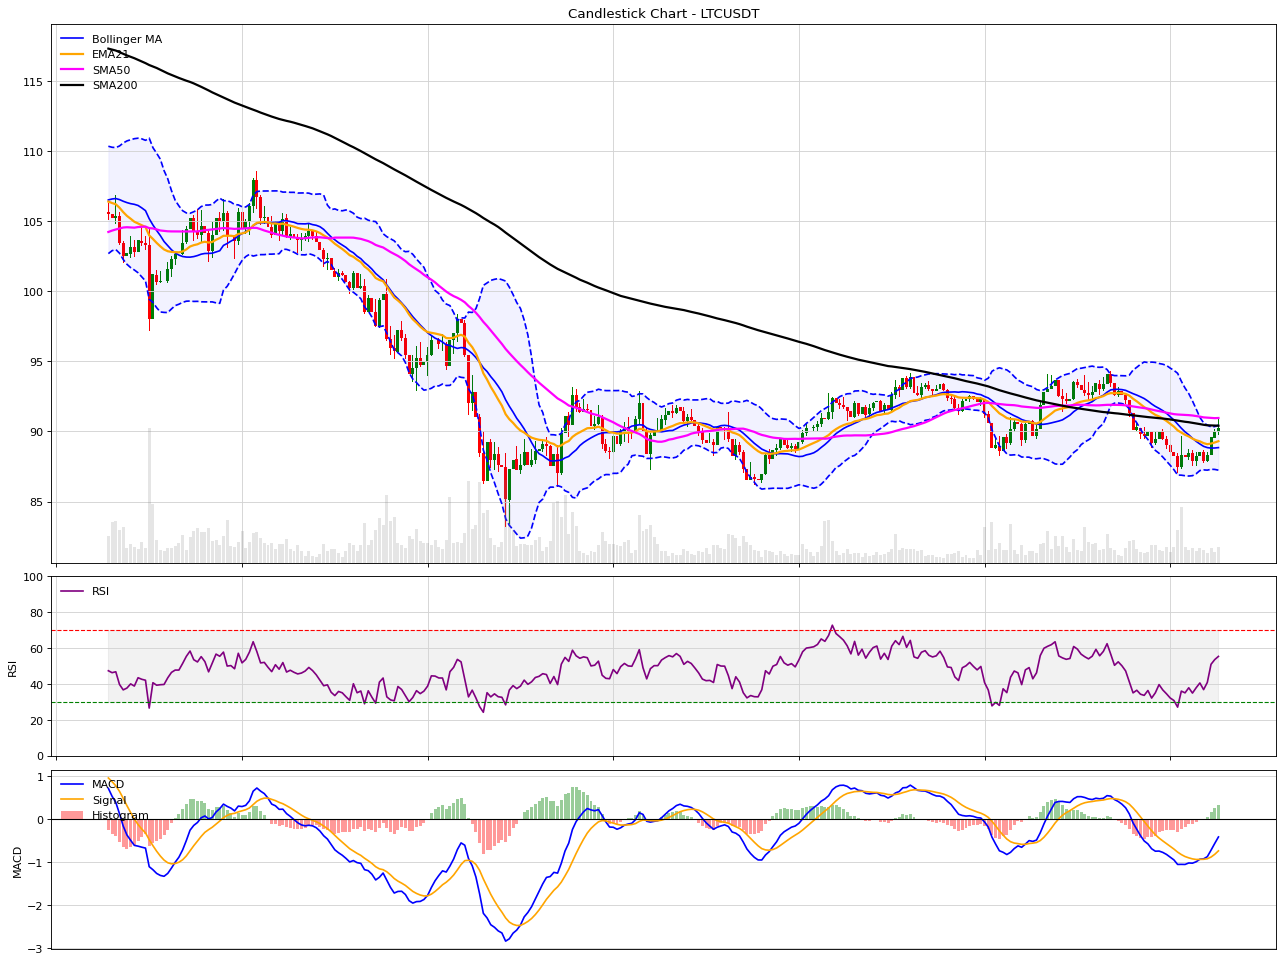 Candlestick Chart - LTCUSDT
Bollinger MA
EMA21
SMA50
SMA200
115
110
105
100
95
90
85
RSI
100
80
60
40
20
0
RSI
MACD
Signal
Histogram
1
0
−1
−2
−3
MACD